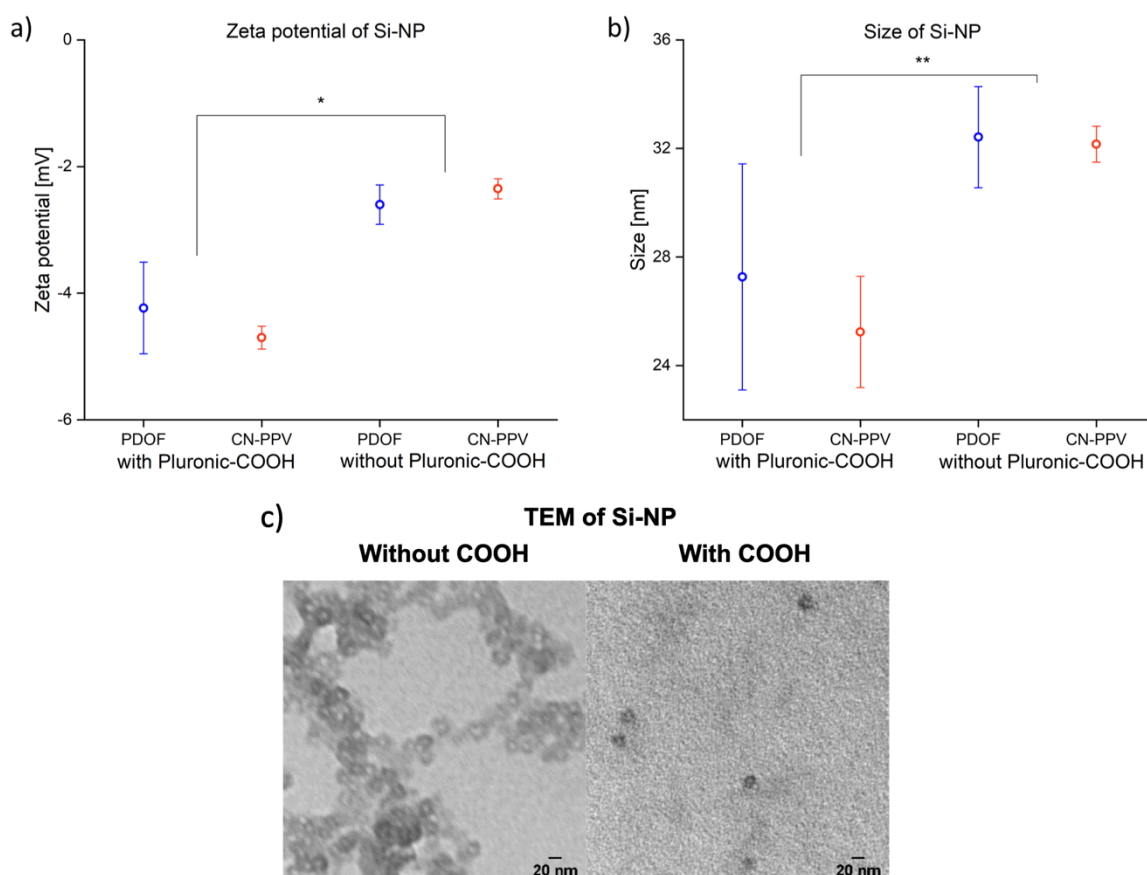 a)
Zeta potential of Si-NP
0
-2
-4
-6
Zeta potential [mV]
*
PDOF
CN-PPV
PDOF
CN-PPV
with Pluronic-COOH
without Pluronic-COOH
b)
Size of Si-NP
36
32
28
24
Size [nm]
**
PDOF
CN-PPV
PDOF
CN-PPV
with Pluronic-COOH
without Pluronic-COOH
c)
TEM of Si-NP
Without COOH
With COOH
20 nm
20 nm